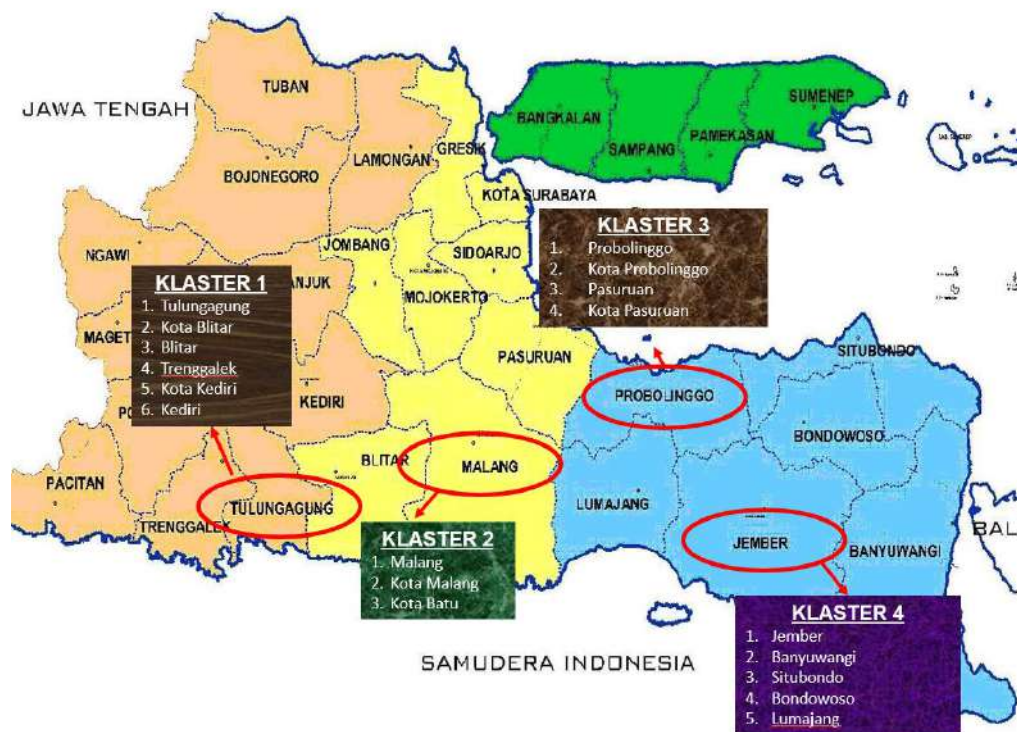 TUBAN
JAWA TENGAH
BOJONEGORO
LAMONGAN
GRESIK
BANGKALAN
SAMPANG
PAMEKASAN
SUMENEP
KOTA SURABAYA
NGAWI
JOMBANG
SIDOARJO
MOJOKERTO
PASURUAN
KLASTER 3
1. Probolinggo
2. Kota Probolinggo
3. Pasuruan
4. Kota Pasuruan
KLASTER 1
1. Tulungagung
2. Kota Blitar
3. Blitar
4. Trenggalek
5. Kota Kediri
6. Kediri
ANJUK
MAGET
PO
KEDIRI
SITUBONDO
PROBOLINGGO
BONDOWOSO
PACITAN
TRENGGALEK
TULUNGAGUNG
BLITAR
MALANG
LUMAJANG
JEMBER
BANYUWANGI
BAL
KLASTER 2
1. Malang
2. Kota Malang
3. Kota Batu
KLASTER 4
1. Jember
2. Banyuwangi
3. Situbondo
4. Bondowoso
5. Lumajang
SAMUDERA INDONESIA